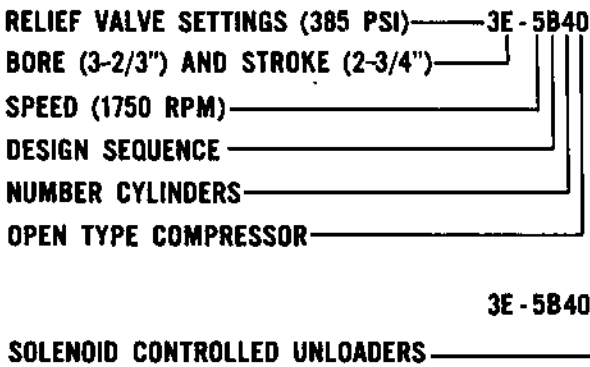 RELIEF VALVE SETTINGS (385 PSI) 3E-5B40
BORE (3-2/3") AND STROKE (2-3/4")
SPEED (1750 RPM)
DESIGN SEQUENCE
NUMBER CYLINDERS
OPEN TYPE COMPRESSOR
3E-5B40
SOLENOID CONTROLLED UNLOADERS